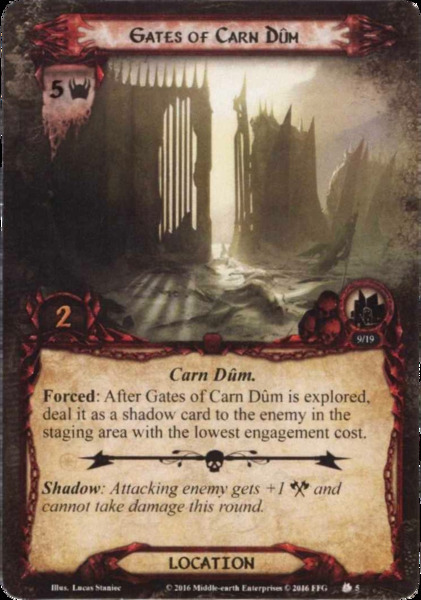 Gates of Carn Dûm
5
2
9/19
Carn Dûm.
Forced: After Gates of Carn Dûm is explored,
deal it as a shadow card to the enemy in the
staging area with the lowest engagement cost.
Shadow: Attacking enemy gets +1 and
cannot take damage this round.
LOCATION
Illus. Lucas Staniec
© 2016 Middle-earth Enterprises © 2016 FFG
5